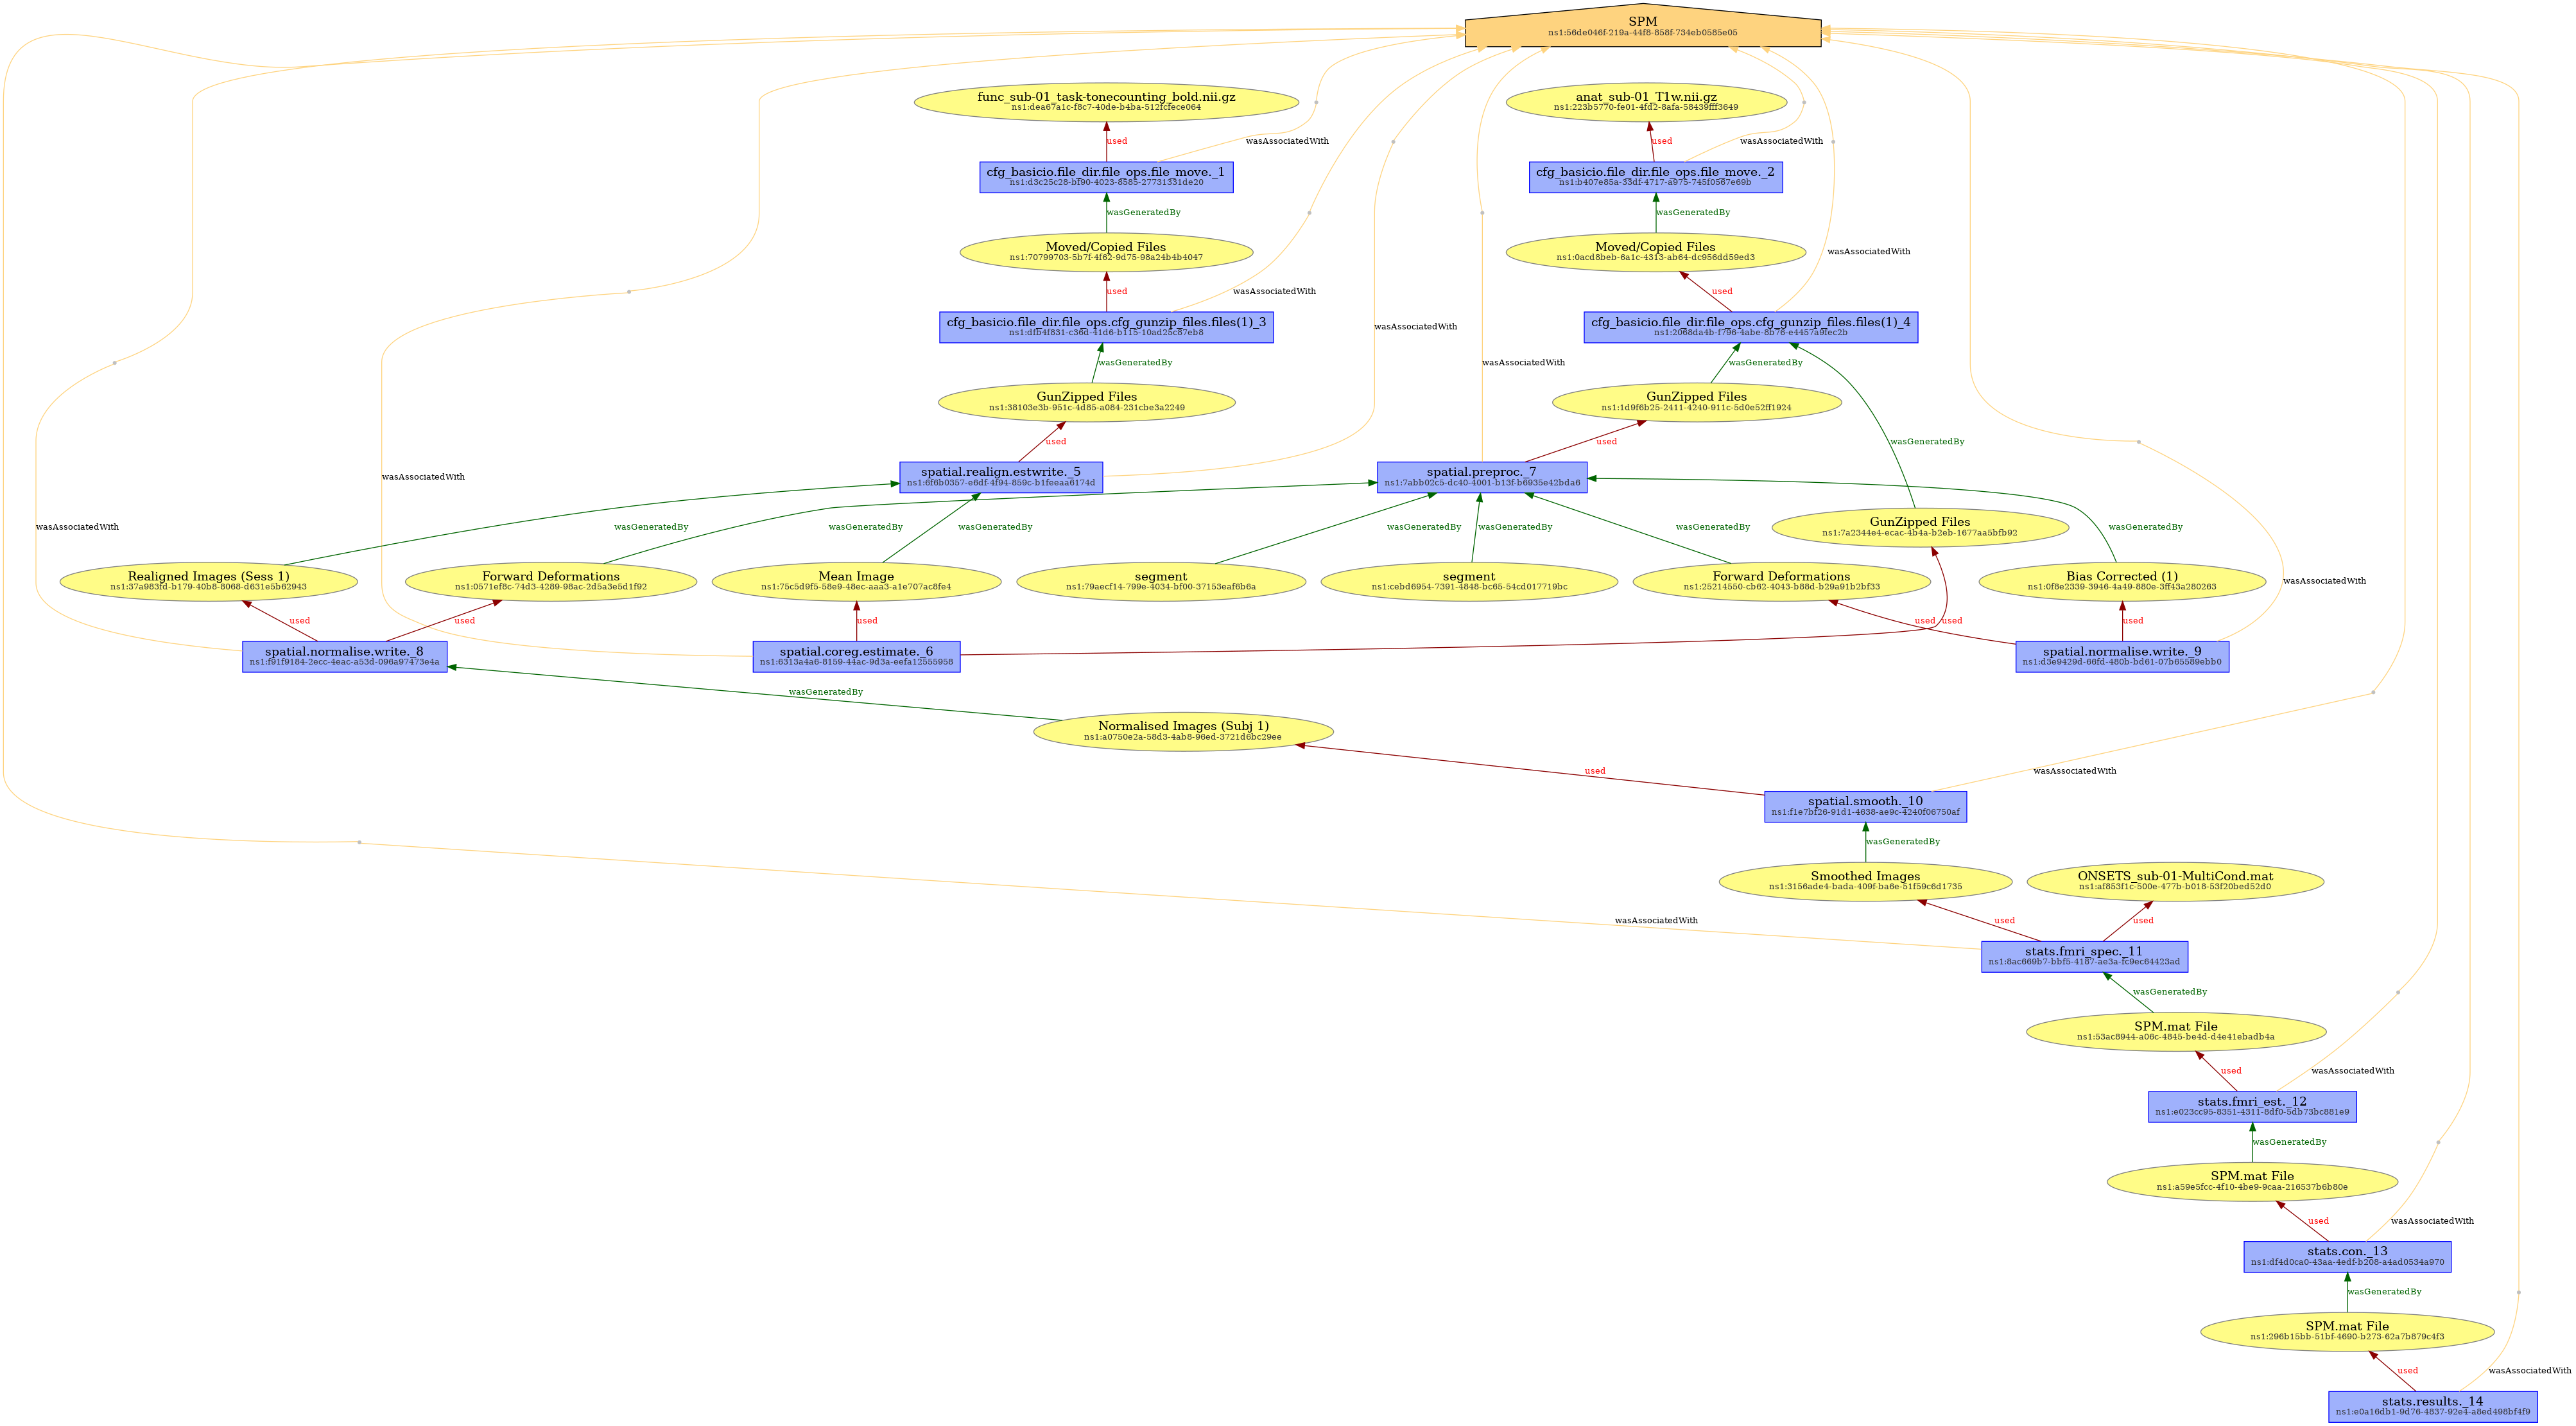 SPM
ns1:56de046f-219a-44f8-858f-734eb0585e05
func_sub-01_task-tonecounting_bold.nii.gz
ns1:dea67a1c-f8c7-40de-b4ba-512fcfece064
anat_sub-01_T1w.nii.gz
ns1:223b5770-fe01-4fd2-8afa-58439fff3649
used
wasAssociatedWith
used
wasAssociatedWith
cfg_basicio.file_dir.file_ops.file_move._1
ns1:d3c25c28-bf90-4023-8585-27731331de20
cfg_basicio.file_dir.file_ops.file_move._2
ns1:b407e85a-33df-4717-a975-745f0567e69b
wasGeneratedBy
wasGeneratedBy
Moved/Copied Files
ns1:70799703-5b7f-4f62-9d75-98a24b4b4047
Moved/Copied Files
ns1:0acd8beb-6a1c-4313-ab64-dc956dd59ed3
wasAssociatedWith
used
wasAssociatedWith
used
cfg_basicio.file_dir.file_ops.cfg_gunzip_files.files(1)_3
ns1:dfb4f831-c36d-41d6-b115-10ad25c87eb8
wasAssociatedWith
cfg_basicio.file_dir.file_ops.cfg_gunzip_files.files(1)_4
ns1:2068da4b-f796-4abe-8b76-e4457a9fec2b
wasGeneratedBy
wasAssociatedWith
wasGeneratedBy
GunZipped Files
ns1:38103e3b-951c-4d85-a084-231cbe3a2249
GunZipped Files
ns1:1d9f6b25-2411-4240-911c-5d0e52ff1924
used
used
wasGeneratedBy
wasAssociatedWith
spatial.realign.estwrite._5
ns1:6f6b0357-e6df-4f94-859c-b1feeaa6174d
spatial.preproc._7
ns1:7abb02c5-dc40-4001-b13f-b6935e42bda6
wasAssociatedWith
wasGeneratedBy
wasGeneratedBy
wasGeneratedBy
wasGeneratedBy
wasGeneratedBy
wasGeneratedBy
GunZipped Files
ns1:7a2344e4-ecac-4b4a-b2eb-1677aa5bfb92
wasGeneratedBy
Realigned Images (Sess 1)
ns1:37a983fd-b179-40b8-8068-d631e5b62943
Forward Deformations
ns1:0571ef8c-74d3-4289-98ac-2d5a3e5d1f92
Mean Image
ns1:75c5d9f5-58e9-48ec-aaa3-a1e707ac8fe4
segment
ns1:79aecf14-799e-4034-bf00-37153eaf6b6a
segment
ns1:cebd6954-7391-4848-bc65-54cd017719bc
Forward Deformations
ns1:25214550-cb62-4043-b88d-b29a91b2bf33
Bias Corrected (1)
ns1:0f8e2339-3946-4a49-880e-3ff43a280263
wasAssociatedWith
used
used
used
used
used
used
spatial.normalise.write._8
ns1:f91f9184-2ecc-4eac-a53d-096a97473e4a
spatial.coreg.estimate._6
ns1:6313a4a6-8159-44ac-9d3a-eefa12555958
spatial.normalise.write._9
ns1:d3e9429d-66fd-480b-bd61-07b65589ebb0
wasGeneratedBy
Normalised Images (Subj 1)
ns1:a0750e2a-58d3-4ab8-96ed-3721d6bc29ee
used
wasAssociatedWith
spatial.smooth._10
ns1:f1e7bf26-91d1-4638-ae9c-4240f06750af
wasGeneratedBy
Smoothed Images
ns1:3156ade4-bada-409f-ba6e-51f59c6d1735
ONSETS_sub-01-MultiCond.mat
ns1:af853f1c-500e-477b-b018-53f20bed52d0
wasAssociatedWith
used
used
stats.fmri_spec._11
ns1:8ac669b7-bbf5-4187-ae3a-fc9ec64423ad
wasGeneratedBy
SPM.mat File
ns1:53ac8944-a06c-4845-be4d-d4e41ebadb4a
used
wasAssociatedWith
stats.fmri_est._12
ns1:e023cc95-8351-4311-8df0-5db73bc881e9
wasGeneratedBy
SPM.mat File
ns1:a59e5fcc-4f10-4be9-9caa-216537b6b80e
used
wasAssociatedWith
stats.con._13
ns1:df4d0ca0-43aa-4edf-b208-a4ad0534a970
wasGeneratedBy
SPM.mat File
ns1:296b15bb-51bf-4690-b273-62a7b879c4f3
used
wasAssociatedWith
stats.results._14
ns1:e0a16db1-9d76-4837-92e4-a8ed498bf4f9